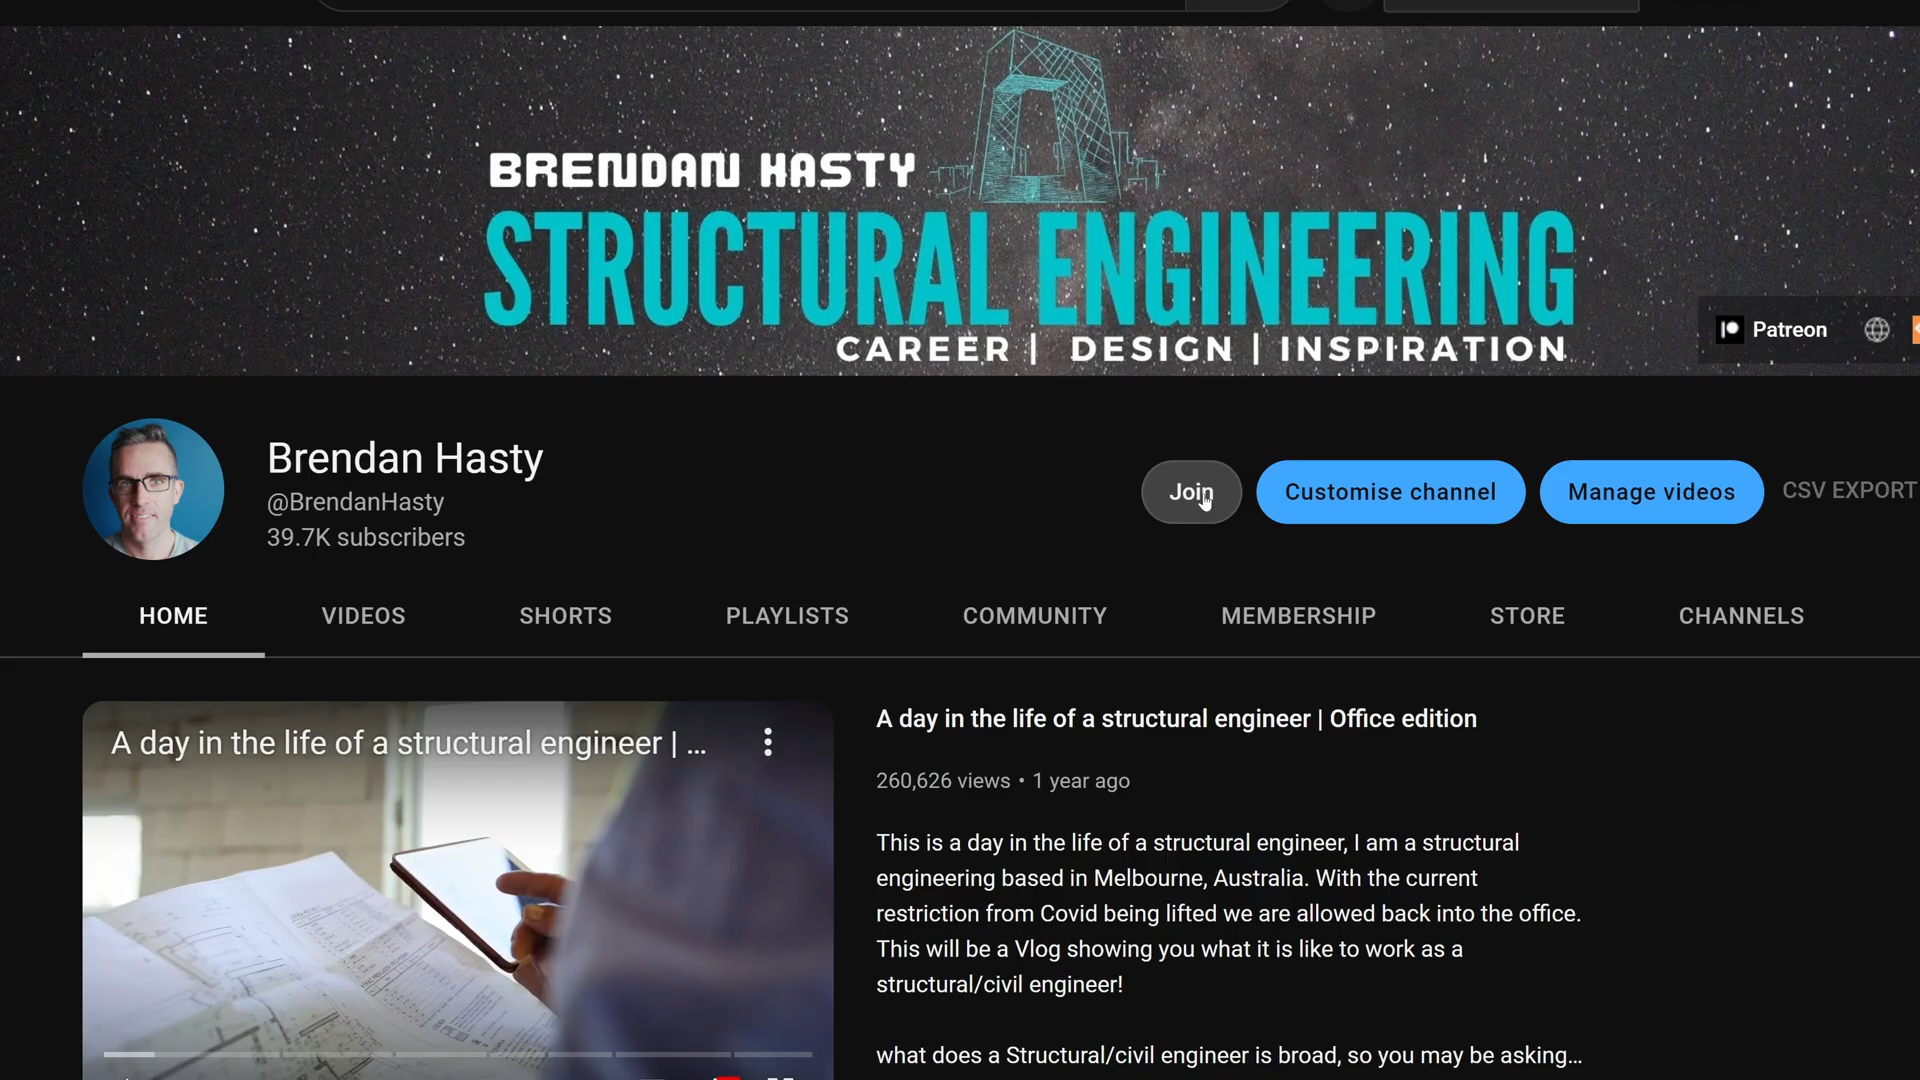 BRENDAN HASTY
STRUCTURAL ENGINEERING
CAREER | DESIGN | INSPIRATION
Patreon
Brendan Hasty
@BrendanHasty
39.7K subscribers
Join
Customise channel
Manage videos
CSV EXPORT
HOME
VIDEOS
SHORTS
PLAYLISTS
COMMUNITY
MEMBERSHIP
STORE
CHANNELS
A day in the life of a structural engineer | ...
A day in the life of a structural engineer | Office edition
260,626 views • 1 year ago
This is a day in the life of a structural engineer, I am a structural
engineering based in Melbourne, Australia. With the current
restriction from Covid being lifted we are allowed back into the office.
This will be a Vlog showing you what it is like to work as a
structural/civil engineer!
what does a Structural/civil engineer is broad, so you may be asking...